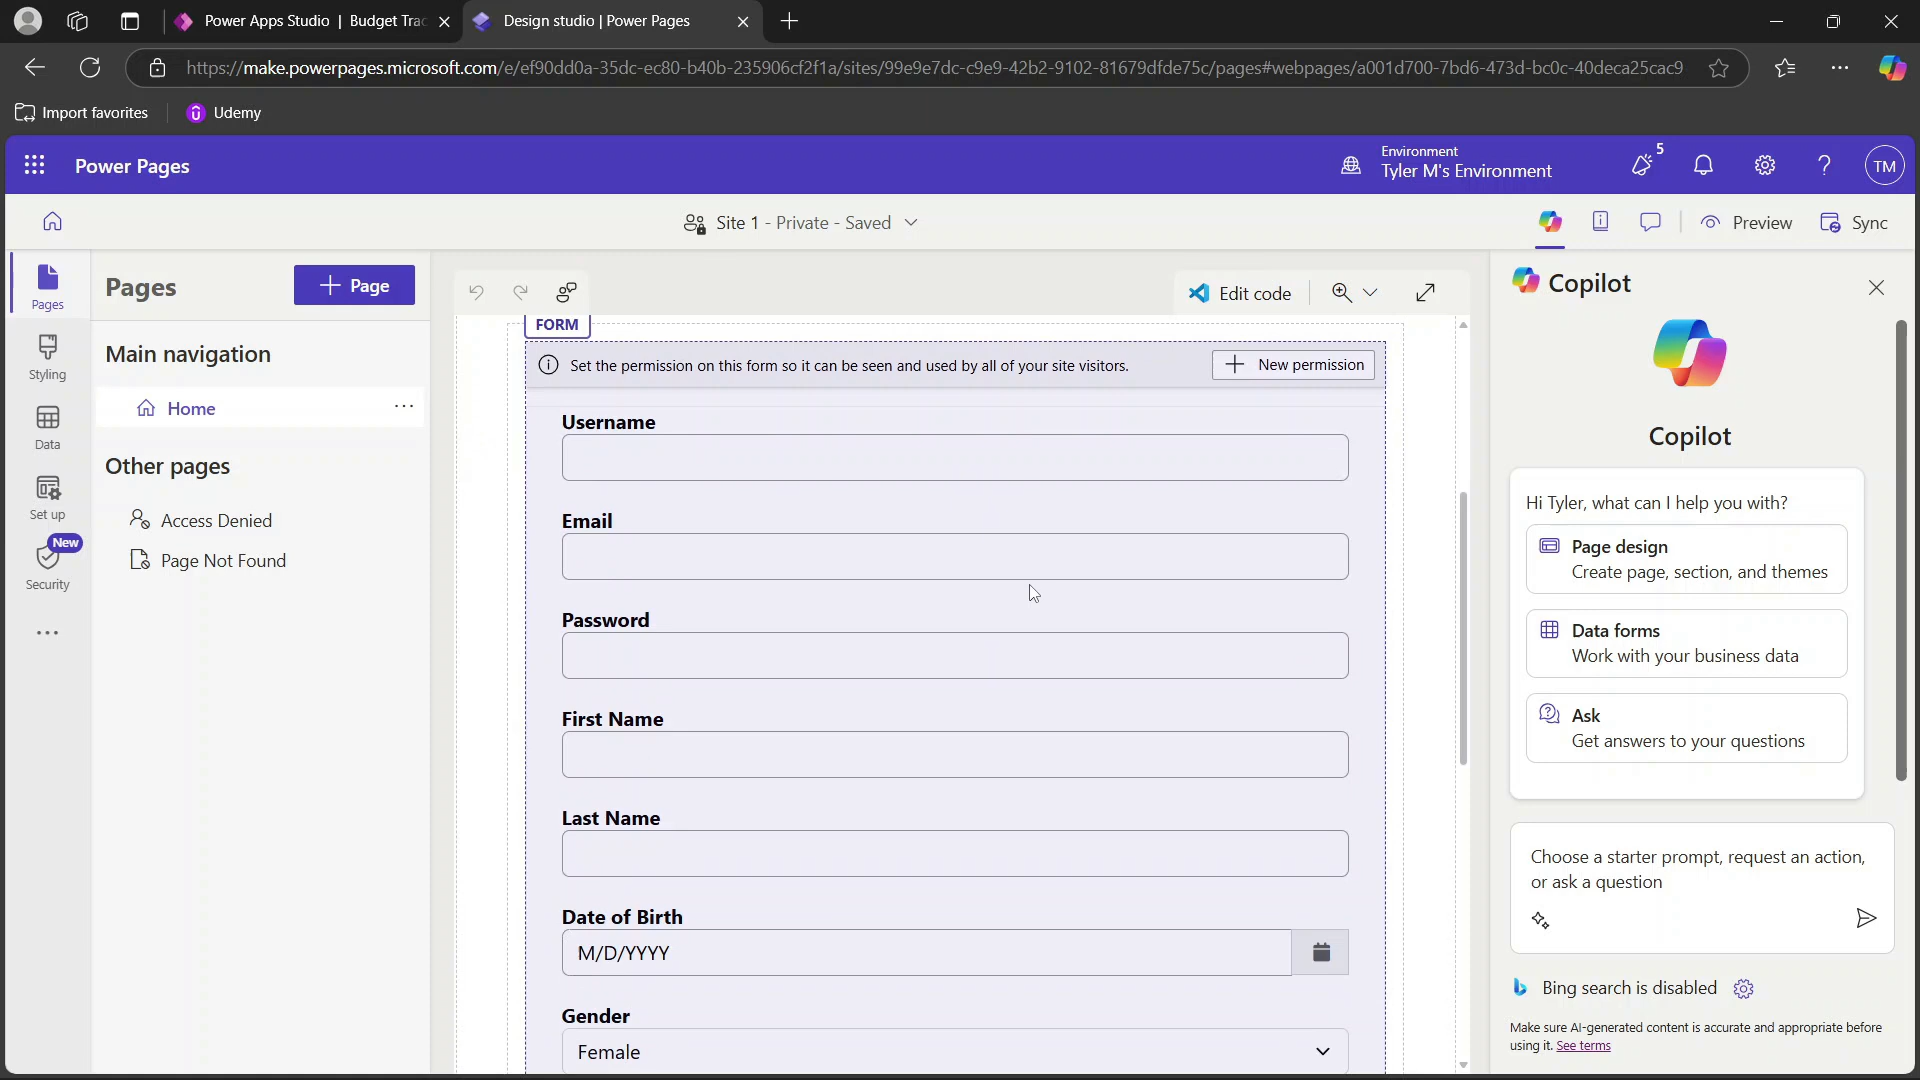 Power Apps Studio | Budget Trac
Design studio | Power Pages
https://make.powerpages.microsoft.com/e/ef90dd0a-35dc-ec80-b40b-235906cf2f1a/sites/99e9e7dc-c9e9-42b2-9102-81679dfde75c/pages#webpages/a001d700-7bd6-473d-bc0c-40deca25cac9
Import favorites
Udemy
Power Pages
Environment
Tyler M's Environment
5
TM
Site 1 - Private - Saved
Preview
Sync
Pages
Styling
Data
Set up
New
Security
Pages
Page
Main navigation
Home
Other pages
Access Denied
Page Not Found
Edit code
FORM
Set the permission on this form so it can be seen and used by all of your site visitors.
New permission
Username
Email
Password
First Name
Last Name
Date of Birth
M/D/YYYY
Gender
Female
Copilot
Copilot
Hi Tyler, what can I help you with?
Page design
Create page, section, and themes
Data forms
Work with your business data
Ask
Get answers to your questions
Choose a starter prompt, request an action,
or ask a question
Bing search is disabled
Make sure AI-generated content is accurate and appropriate before
using it. See terms